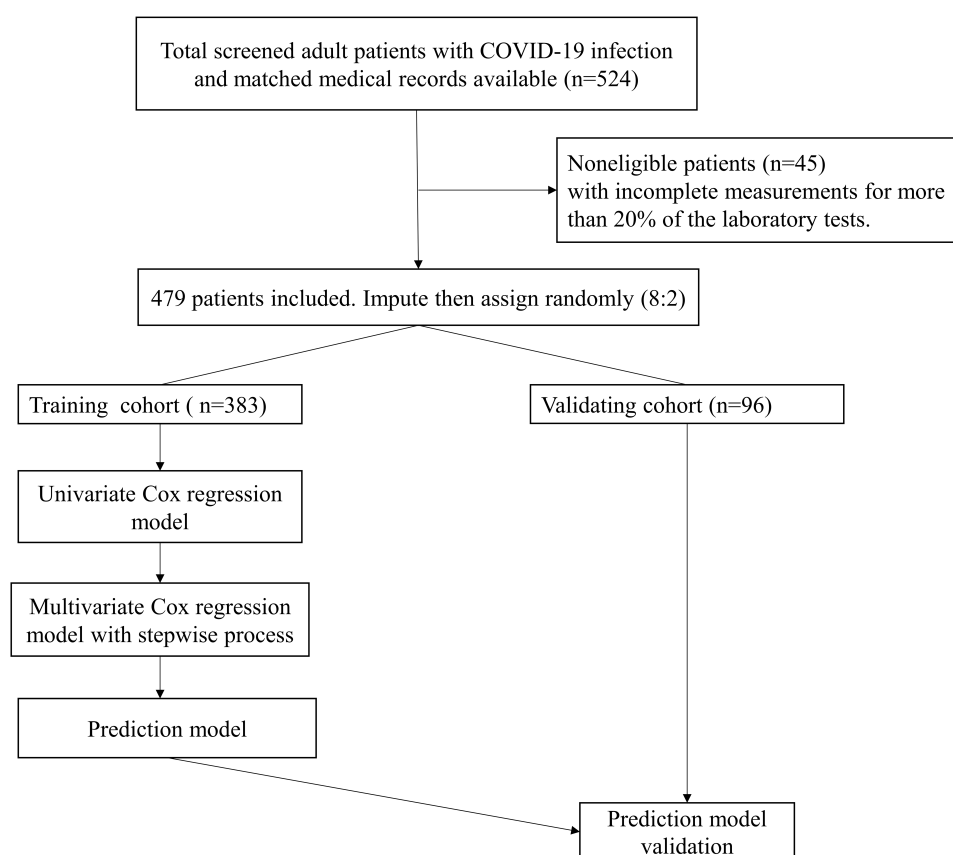 Total screened adult patients with COVID-19 infection
and matched medical records available (n=524)
Noneligible patients (n=45)
with incomplete measurements for more
than 20% of the laboratory tests.
479 patients included. Impute then assign randomly (8:2)
Training cohort ( n=383)
Validating cohort (n=96)
Univariate Cox regression
model
Multivariate Cox regression
model with stepwise process
Prediction model
Prediction model
validation